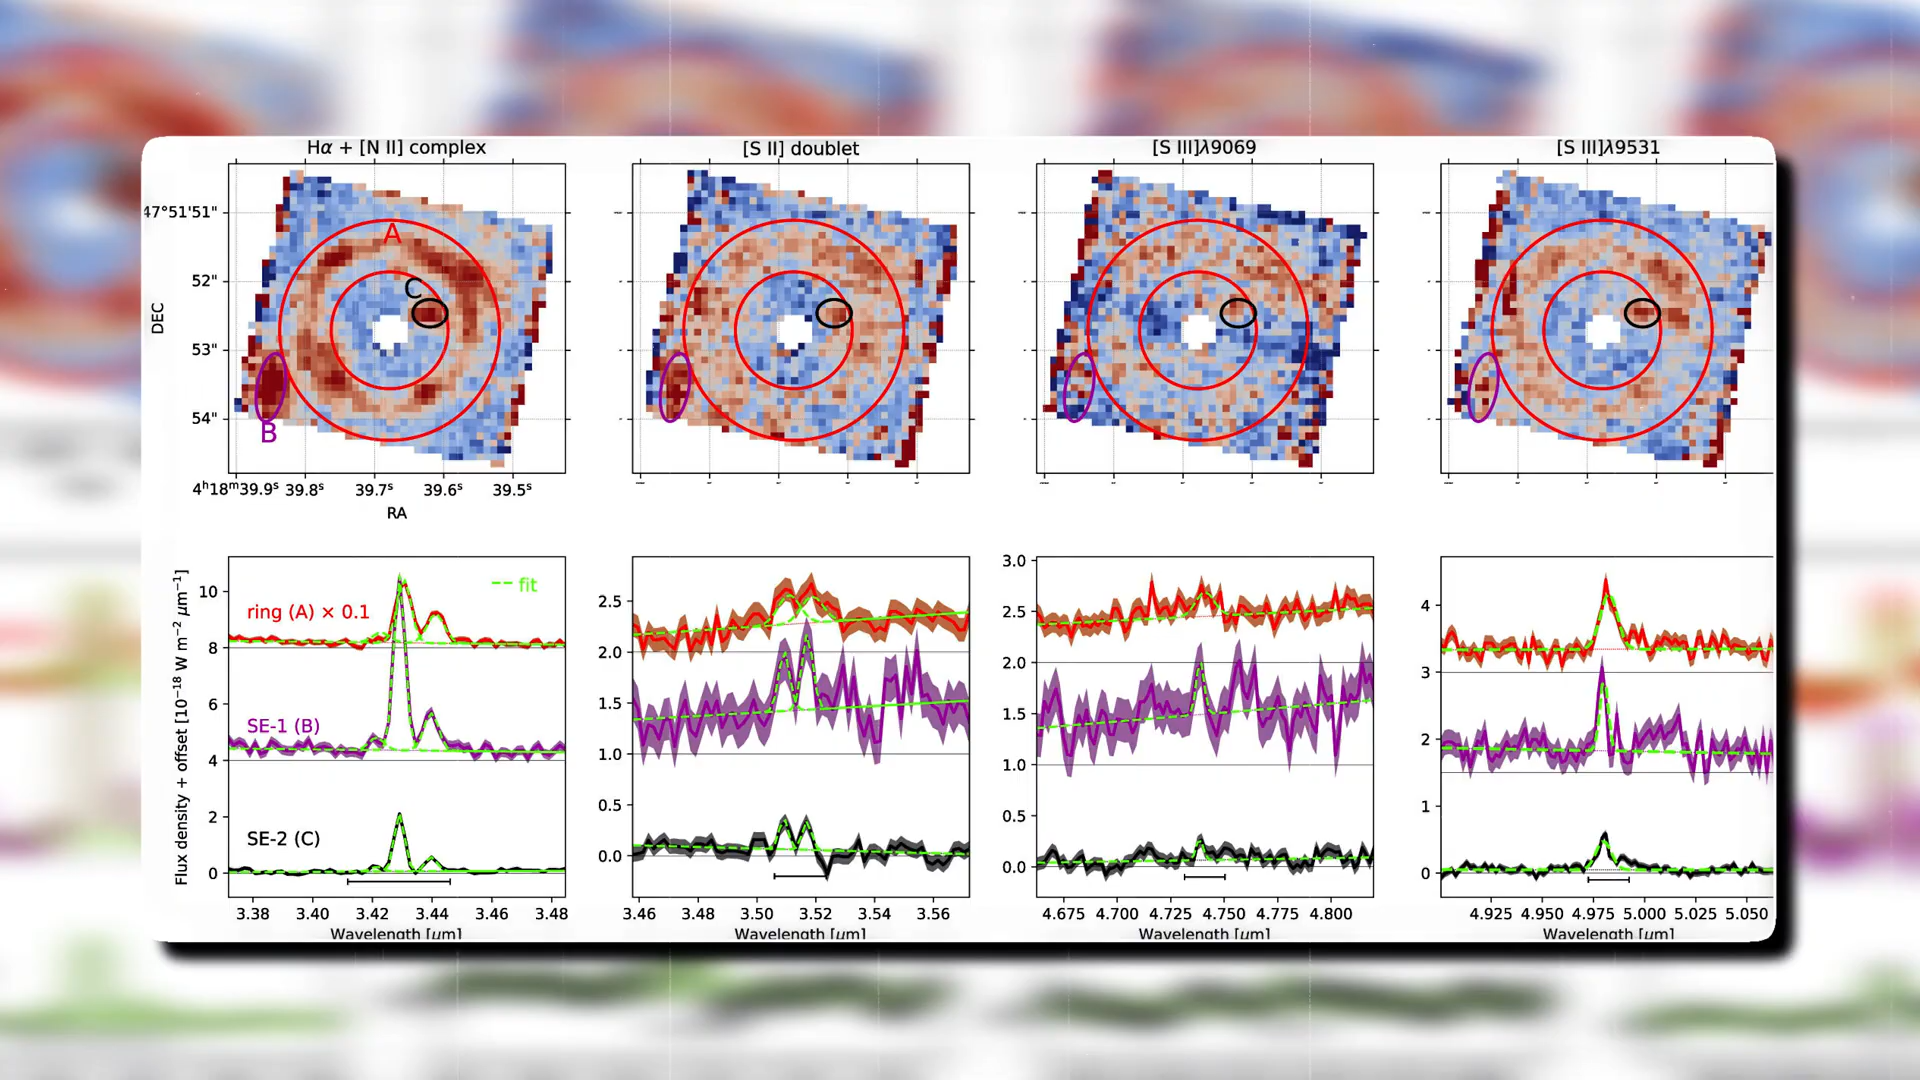 Hα + [N II] complex
[S II] doublet
[S III]λ9069
[S III]λ9531
47°51'51"
52"
53"
54"
DEC
A
C
B
4ʰ18ᵐ39.9ˢ 39.8ˢ 39.7ˢ 39.6ˢ 39.5ˢ
RA
Flux density + offset [10⁻¹⁸ W m⁻² μm⁻¹]
10
8
6
4
2
0
fit
ring (A) × 0.1
SE-1 (B)
SE-2 (C)
3.38 3.40 3.42 3.44 3.46 3.48
Wavelength [μm]
2.5
2.0
1.5
1.0
0.5
0.0
3.46 3.48 3.50 3.52 3.54 3.56
Wavelength [μm]
3.0
2.5
2.0
1.5
1.0
0.5
0.0
4.675 4.700 4.725 4.750 4.775 4.800
Wavelength [μm]
4
3
2
1
0
4.925 4.950 4.975 5.000 5.025 5.050
Wavelength [μm]